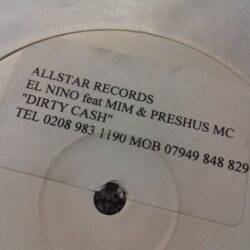 ALLSTAR RECORDS
EL NINO feat MIM & PRESHUS MC
"DIRTY CASH"
TEL 0208 983 1190 MOB 07949 848 829